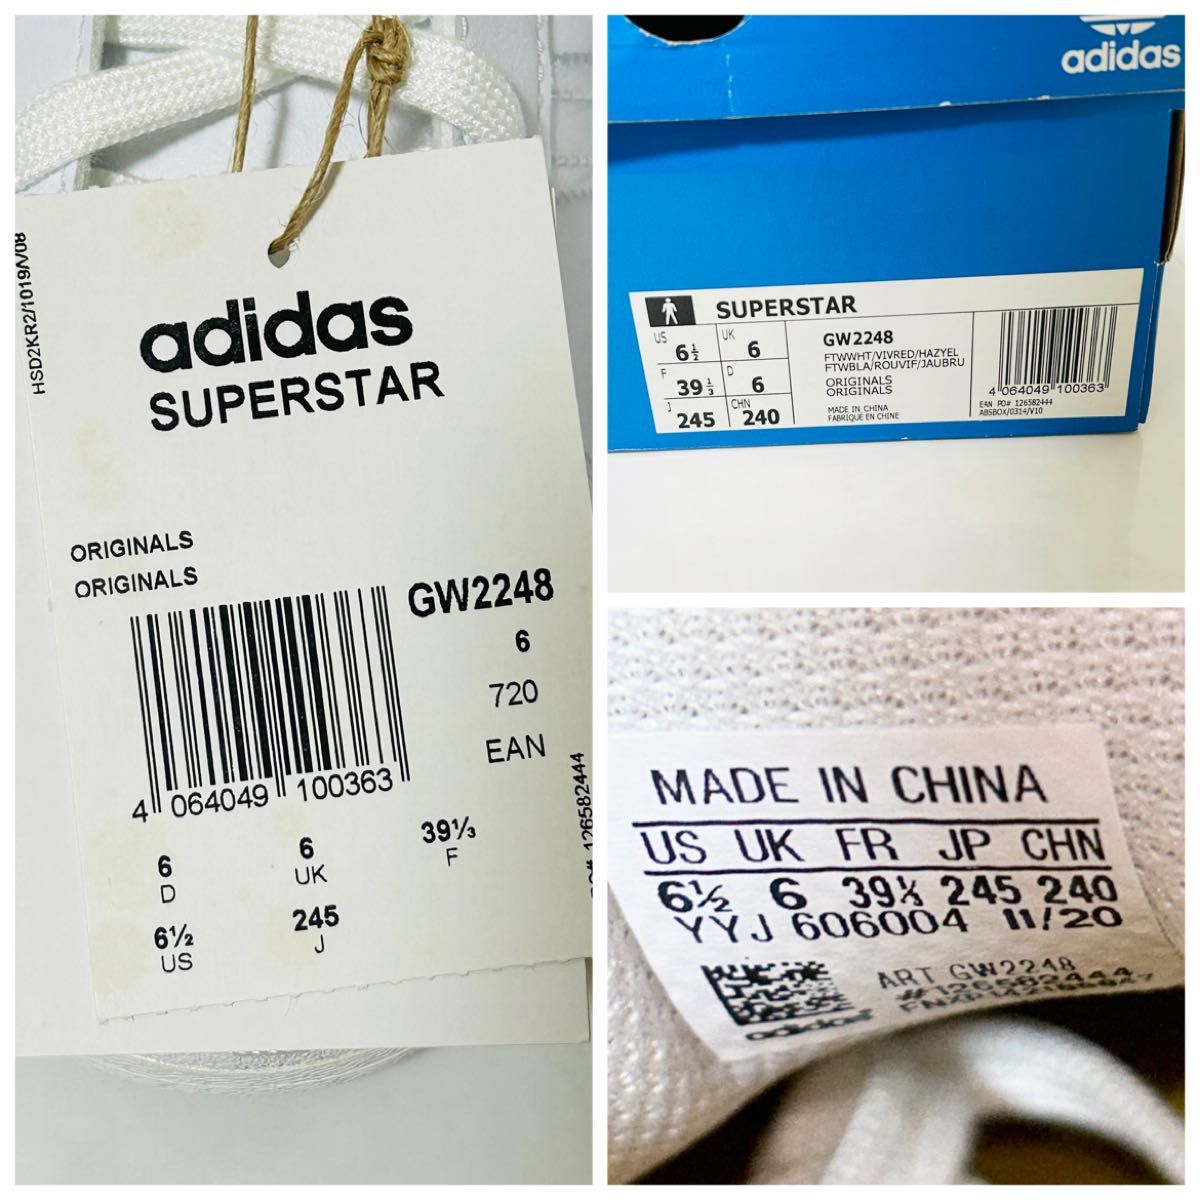 HSD2KR2/1019/V08
adidas
SUPERSTAR
ORIGINALS
ORIGINALS
GW2248
6
720
EAN
4 064049 100363
6
D
6
UK
39⅓
F
6½
US
245
J
126582444
adidas
SUPERSTAR
US 6½ UK 6
F 39⅓ D 6
J 245 CHN 240
GW2248
FTWWHT/VIVRED/HAZYEL
FTWBLA/ROUVIF/JAUBRU
ORIGINALS
ORIGINALS
MADE IN CHINA
FABRIQUE EN CHINE
4 064049 100363
EAN PO# 126582444
ABSBOX/0314/V10
MADE IN CHINA
US UK FR JP CHN
6½ 6 39⅓ 245 240
YYJ 606004 11/20
ART GW2248
#126582444
adidas